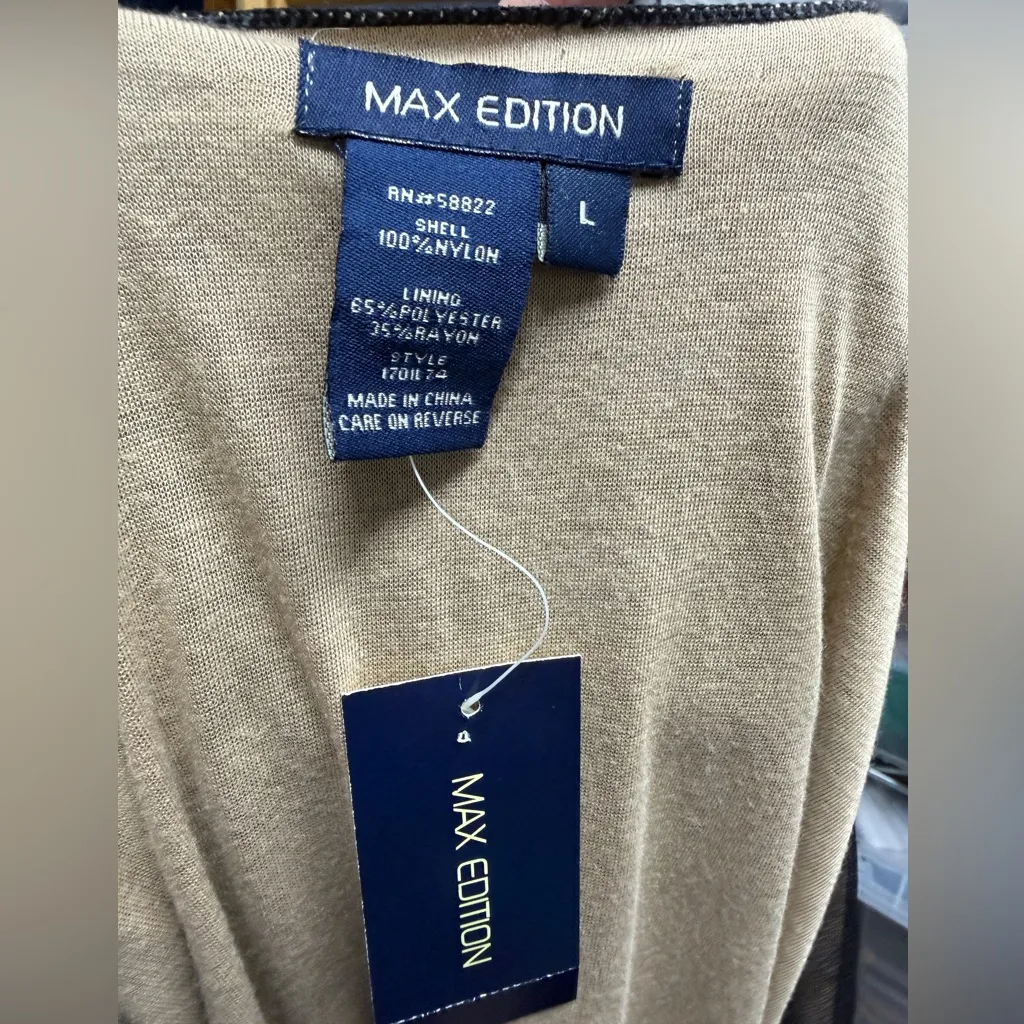 MAX EDITION
L
RN#58822
SHELL
100%NYLON
LINING
65%POLYESTER
35%RAYON
STYLE
MADE IN CHINA
CARE ON REVERSE
MAX EDITION